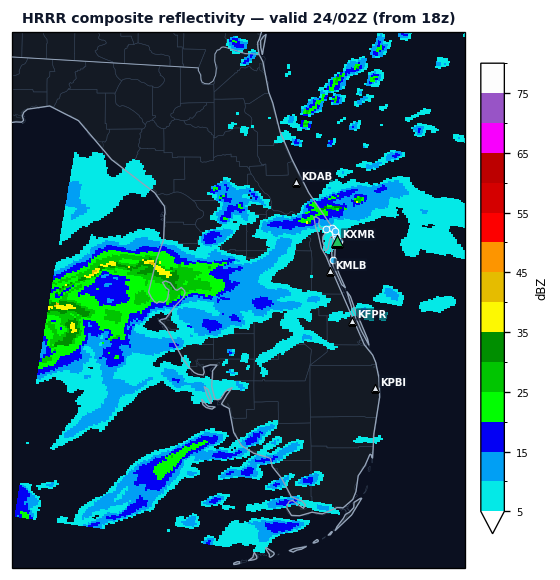 HRRR composite reflectivity — valid 24/02Z (from 18z)
KDAB
KXMR
KMLB
KFPR
KPBI
75
65
55
45
35
25
15
5
dBZ